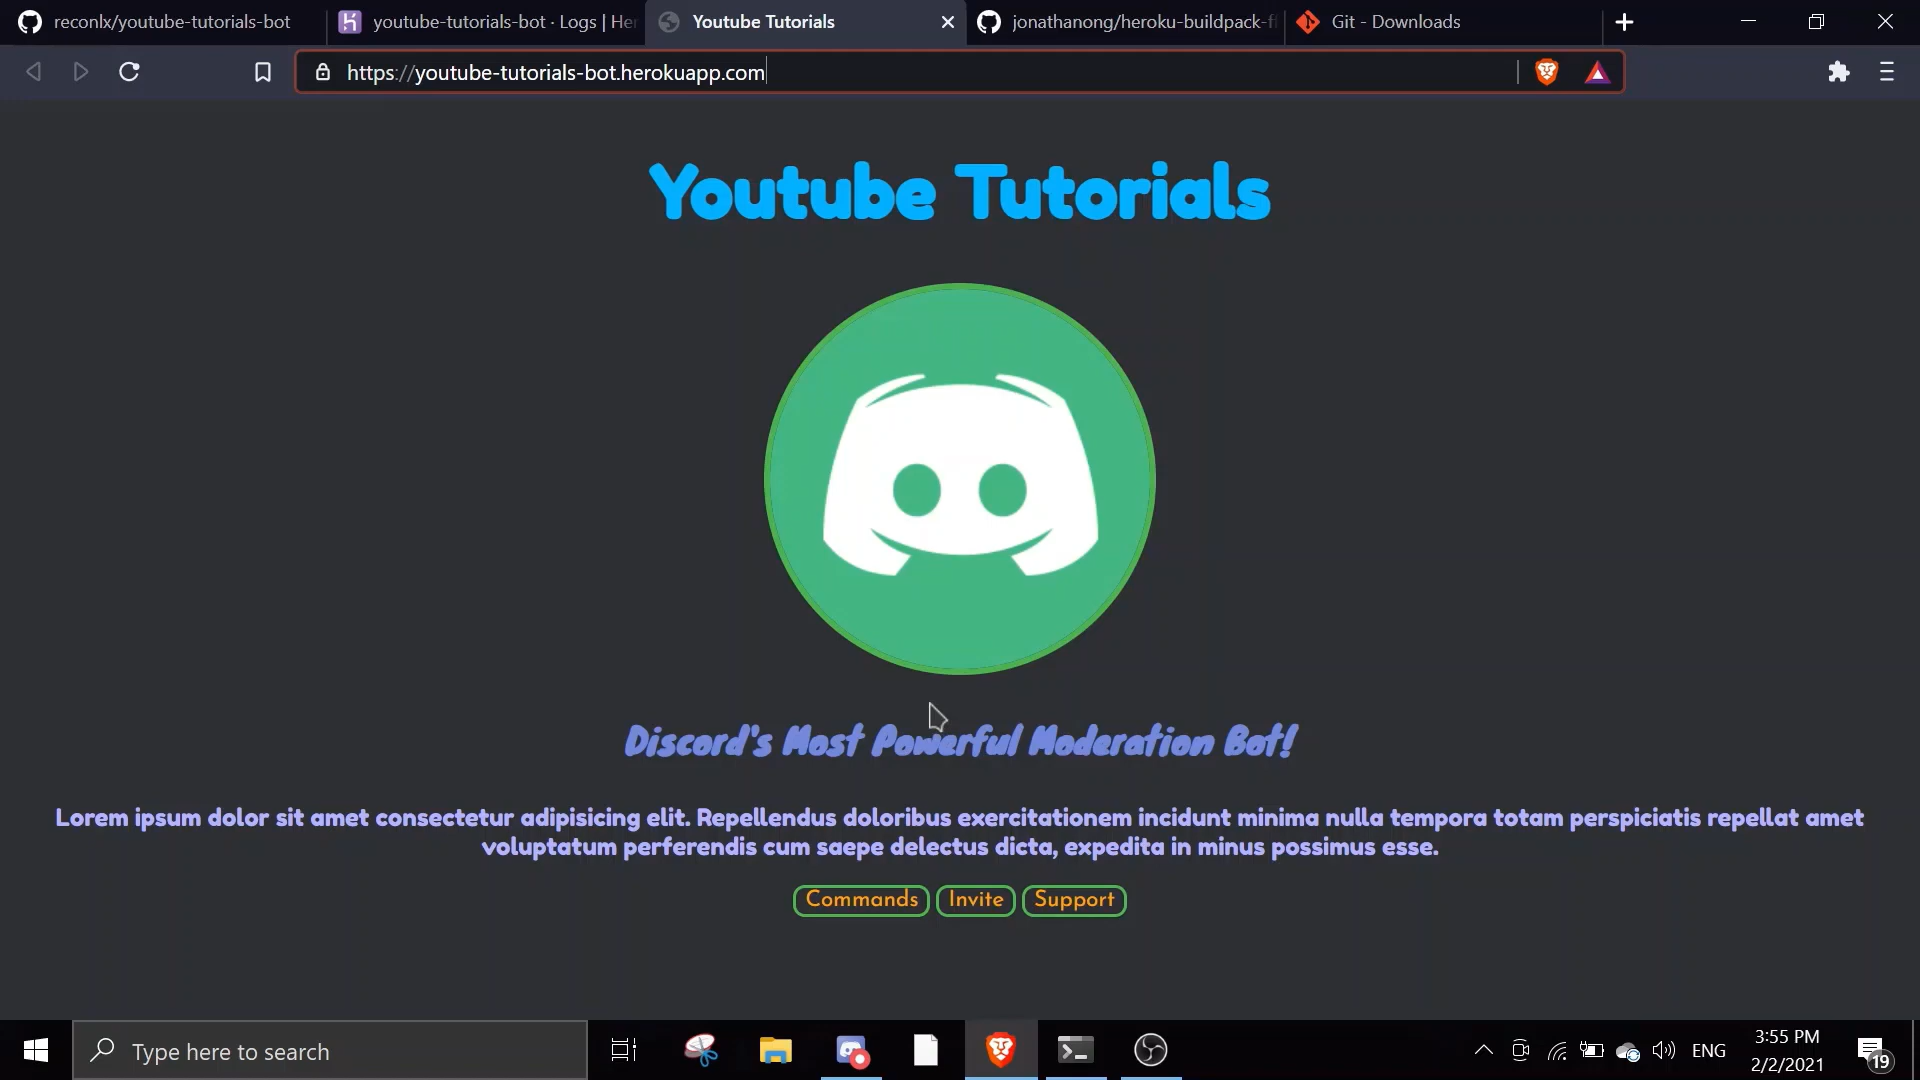 reconlx/youtube-tutorials-bot
youtube-tutorials-bot · Logs | Her
Youtube Tutorials
jonathanong/heroku-buildpack-ff
Git - Downloads
https://youtube-tutorials-bot.herokuapp.com
Youtube Tutorials
Discord's Most Powerful Moderation Bot!
Lorem ipsum dolor sit amet consectetur adipisicing elit. Repellendus doloribus exercitationem incidunt minima nulla tempora totam perspiciatis repellat amet
voluptatum perferendis cum saepe delectus dicta, expedita in minus possimus esse.
Commands Invite Support
Type here to search
ENG
3:55 PM
2/2/2021
19